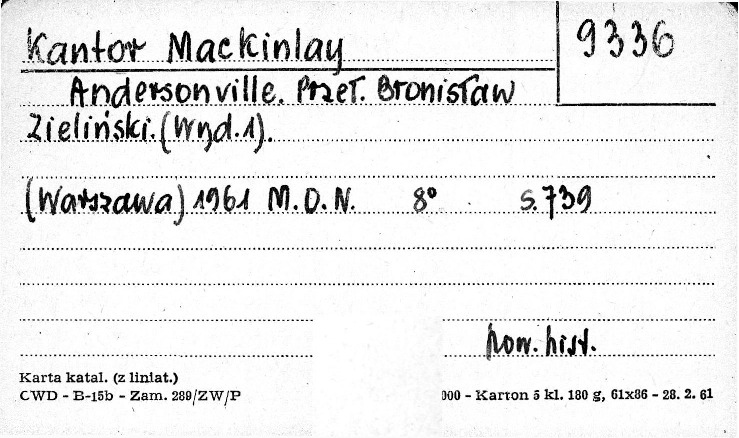 Kantor Mackinlay
9336
Andersonville. Przeł. Bronisław
Zieliński. (Wyd. 1).
(Warszawa) 1961 M.O.N. 8° s. 739
pow. hist.
Karta katal. (z liniat.)
CWD - B-15b - Zam. 289/ZW/P
000 - Karton 5 kl. 180 g, 61x86 - 28. 2. 61